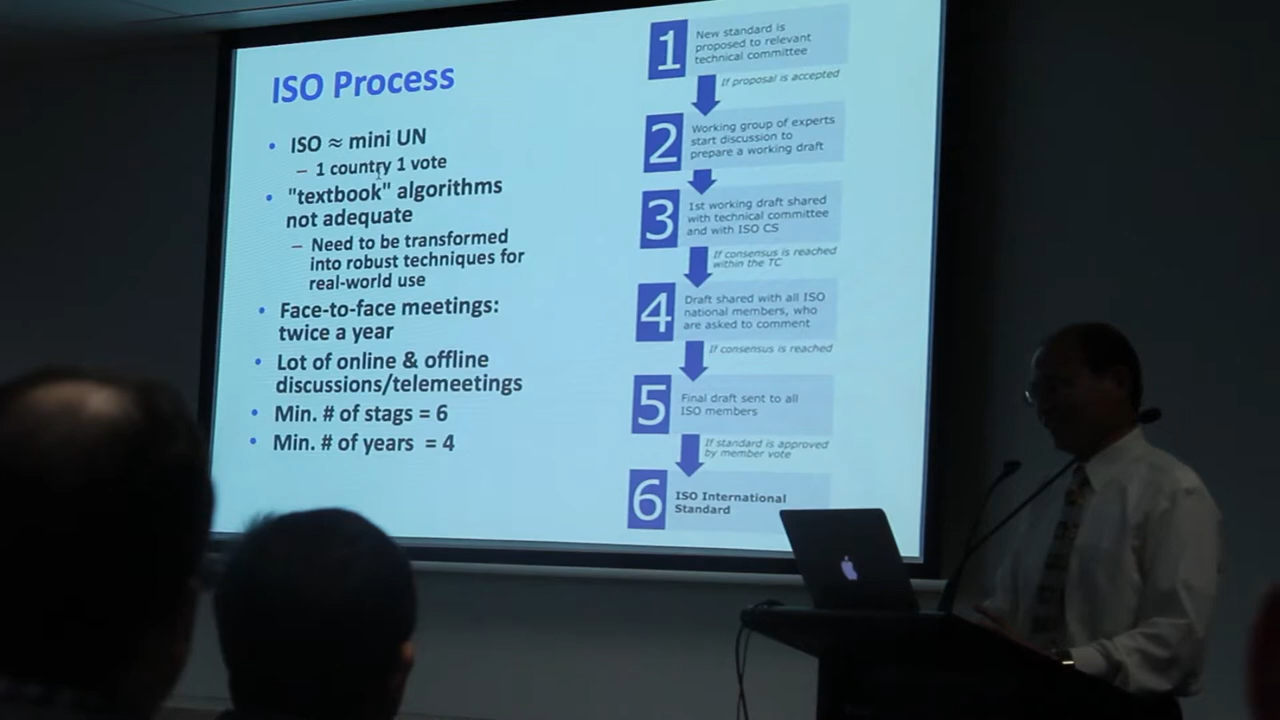 ISO Process
• ISO ≈ mini UN
– 1 country 1 vote
• "textbook" algorithms
not adequate
– Need to be transformed
into robust techniques for
real-world use
• Face-to-face meetings:
twice a year
• Lot of online & offline
discussions/telemeetings
• Min. # of stags = 6
• Min. # of years = 4
1
New standard is
proposed to relevant
technical committee
If proposal is accepted
2
Working group of experts
start discussion to
prepare a working draft
3
1st working draft shared
with technical committee
and with ISO CS
If consensus is reached
within the TC
4
Draft shared with all ISO
national members, who
are asked to comment
If consensus is reached
5
Final draft sent to all
ISO members
If standard is approved
by member vote
6
ISO International
Standard